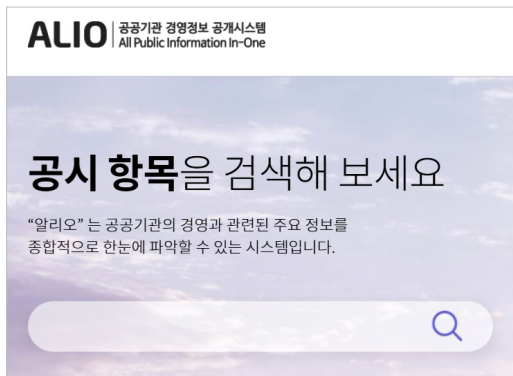 ALIO 공공기관 경영정보 공개시스템
All Public Information In-One
공시 항목을 검색해 보세요
“알리오” 는 공공기관의 경영과 관련된 주요 정보를
종합적으로 한눈에 파악할 수 있는 시스템입니다.